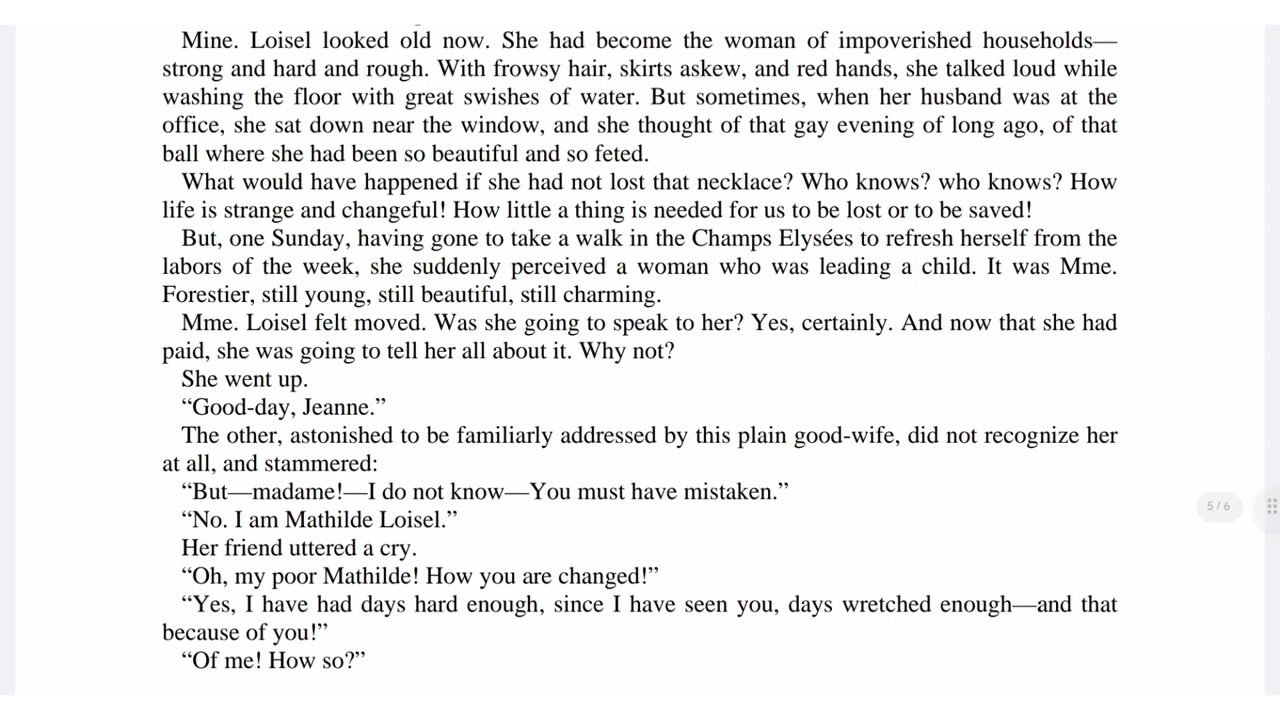 Mine. Loisel looked old now. She had become the woman of impoverished households—
strong and hard and rough. With frowsy hair, skirts askew, and red hands, she talked loud while
washing the floor with great swishes of water. But sometimes, when her husband was at the
office, she sat down near the window, and she thought of that gay evening of long ago, of that
ball where she had been so beautiful and so feted.
What would have happened if she had not lost that necklace? Who knows? who knows? How
life is strange and changeful! How little a thing is needed for us to be lost or to be saved!
But, one Sunday, having gone to take a walk in the Champs Elysées to refresh herself from the
labors of the week, she suddenly perceived a woman who was leading a child. It was Mme.
Forestier, still young, still beautiful, still charming.
Mme. Loisel felt moved. Was she going to speak to her? Yes, certainly. And now that she had
paid, she was going to tell her all about it. Why not?
She went up.
“Good-day, Jeanne.”
The other, astonished to be familiarly addressed by this plain good-wife, did not recognize her
at all, and stammered:
“But—madame!—I do not know—You must have mistaken.”
“No. I am Mathilde Loisel.”
Her friend uttered a cry.
“Oh, my poor Mathilde! How you are changed!”
“Yes, I have had days hard enough, since I have seen you, days wretched enough—and that
because of you!”
“Of me! How so?”
5 / 6